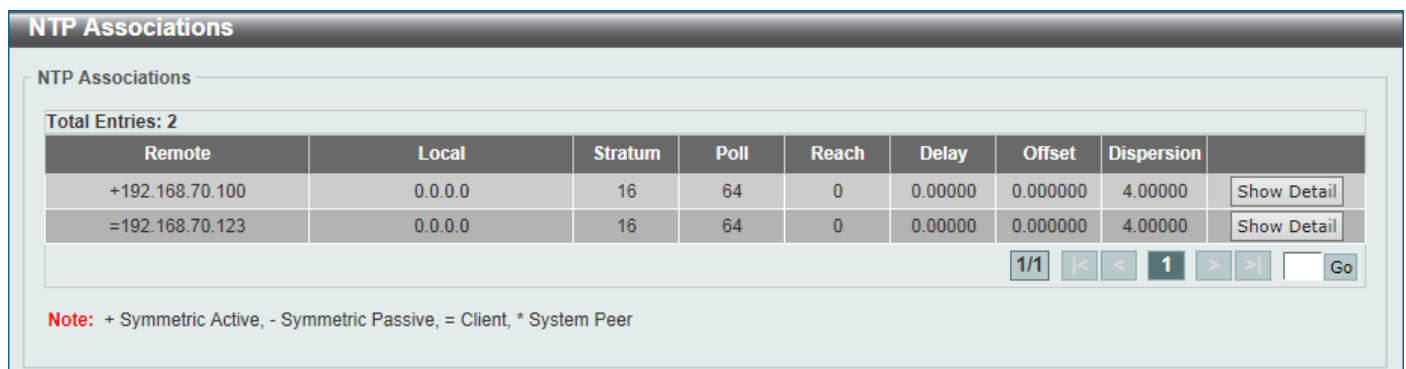 NTP Associations
NTP Associations
Total Entries: 2
Remote Local Stratum Poll Reach Delay Offset Dispersion
+192.168.70.100 0.0.0.0 16 64 0 0.00000 0.000000 4.00000 Show Detail
=192.168.70.123 0.0.0.0 16 64 0 0.00000 0.000000 4.00000 Show Detail
1/1 |< < 1 > >| Go
Note: + Symmetric Active, - Symmetric Passive, = Client, * System Peer